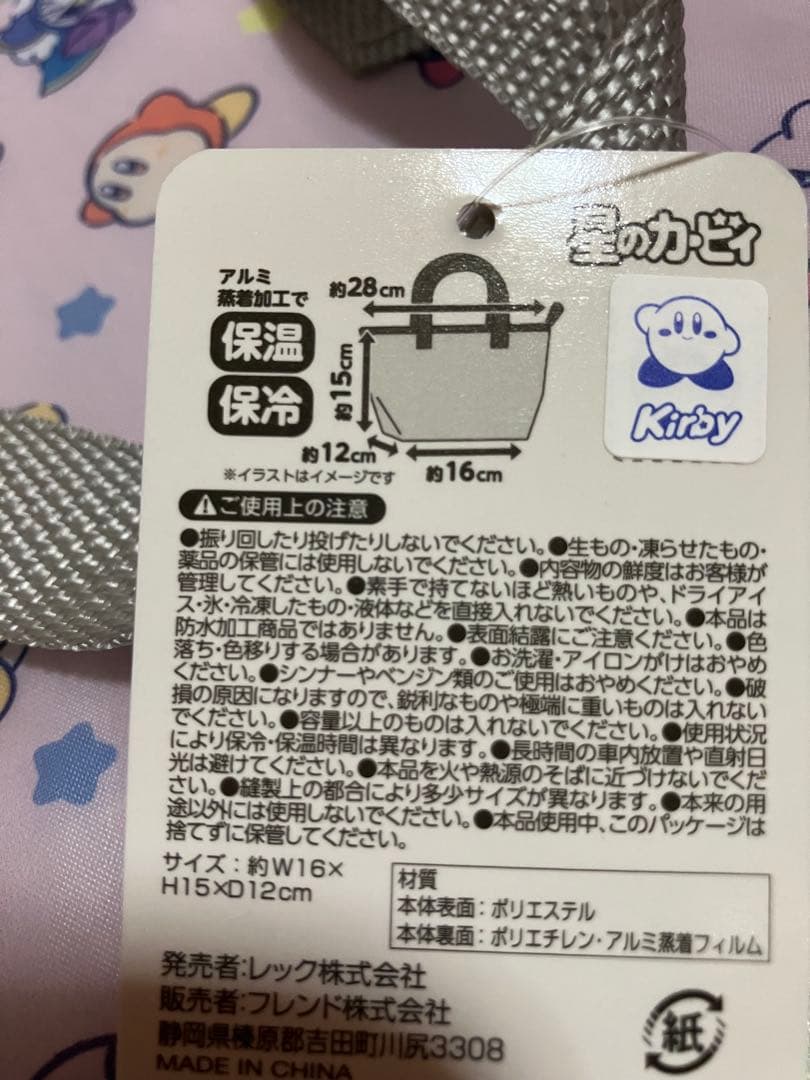 星のカービィ
アルミ
蒸着加工で
保温
保冷
約28cm
約15cm
約12cm
約16cm
※イラストはイメージです
Kirby
⚠ご使用上の注意
●振り回したり投げたりしないでください。●生もの・凍らせたもの・
薬品の保管には使用しないでください。●内容物の鮮度はお客様が
管理してください。●素手で持てないほど熱いものや、ドライアイ
ス・氷・冷凍したもの・液体などを直接入れないでください。●本品は
防水加工商品ではありません。●表面結露にご注意ください。●色
落ち・色移りする場合があります。●お洗濯・アイロンがけはおやめ
ください。●シンナーやベンジン類のご使用はおやめください。●破
損の原因になりますので、鋭利なものや極端に重いものは入れない
でください。●容量以上のものは入れないでください。●使用状況
により保冷・保温時間は異なります。●長時間の車内放置や直射日
光は避けてください。●本品を火や熱源のそばに近づけないでくだ
さい。●縫製上の都合により多少サイズが異なります。●本来の用
途以外には使用しないでください。●本品使用中、このパッケージは
捨てずに保管してください。
サイズ：約W16×
H15×D12cm
材質
本体表面：ポリエステル
本体裏面：ポリエチレン・アルミ蒸着フィルム
発売者：レック株式会社
販売者：フレンド株式会社
静岡県榛原郡吉田町川尻3308
MADE IN CHINA
紙